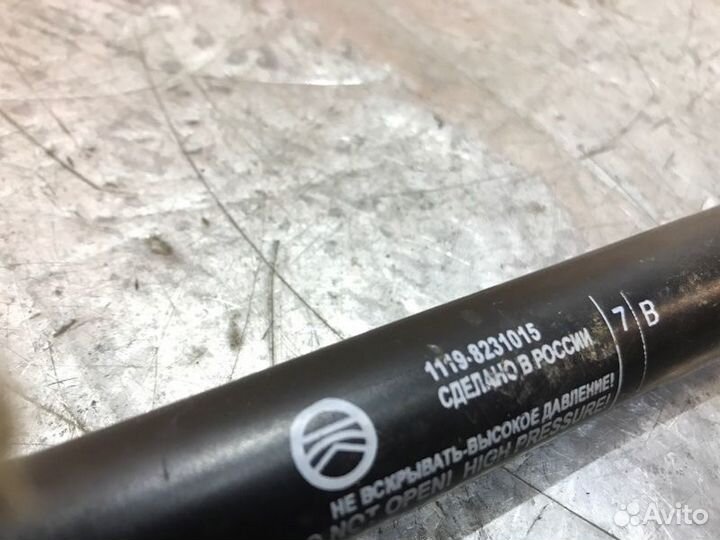 1119-8231015
СДЕЛАНО В РОССИИ
7 В
НЕ ВСКРЫВАТЬ-ВЫСОКОЕ ДАВЛЕНИЕ!
NOT OPEN! HIGH PRESSURE!
Avito